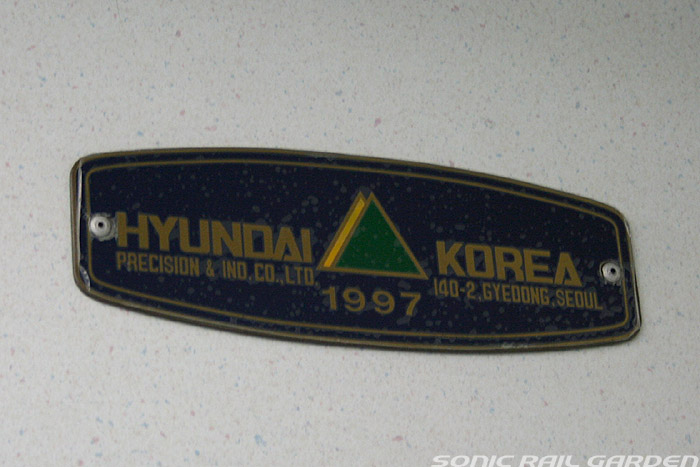 HYUNDAI
PRECISION & IND. CO., LTD.
1997
KOREA
140-2, GYEDONG, SEOUL
SONIC RAIL GARDEN